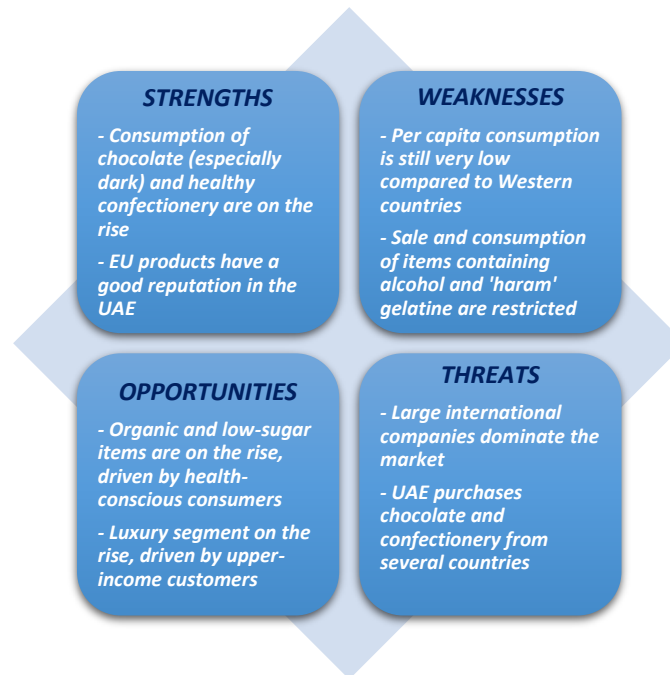 STRENGTHS
- Consumption of
chocolate (especially
dark) and healthy
confectionery are on the
rise
- EU products have a
good reputation in the
UAE
WEAKNESSES
- Per capita consumption
is still very low
compared to Western
countries
- Sale and consumption
of items containing
alcohol and 'haram'
gelatine are restricted
OPPORTUNITIES
- Organic and low-sugar
items are on the rise,
driven by health-
conscious consumers
- Luxury segment on the
rise, driven by upper-
income customers
THREATS
- Large international
companies dominate the
market
- UAE purchases
chocolate and
confectionery from
several countries